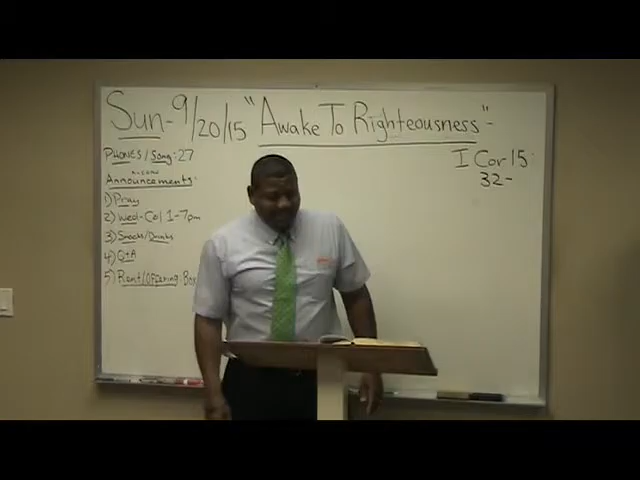 Sun-9/20/15 "Awake To Righteousness"-
PHONES/Song:27
Announcements:
1) Pray
2) Wed-Col 1-7pm
3) Snacks/Drinks
4) Q+A
5) Rent/Offering Box
I Cor 15:
32-